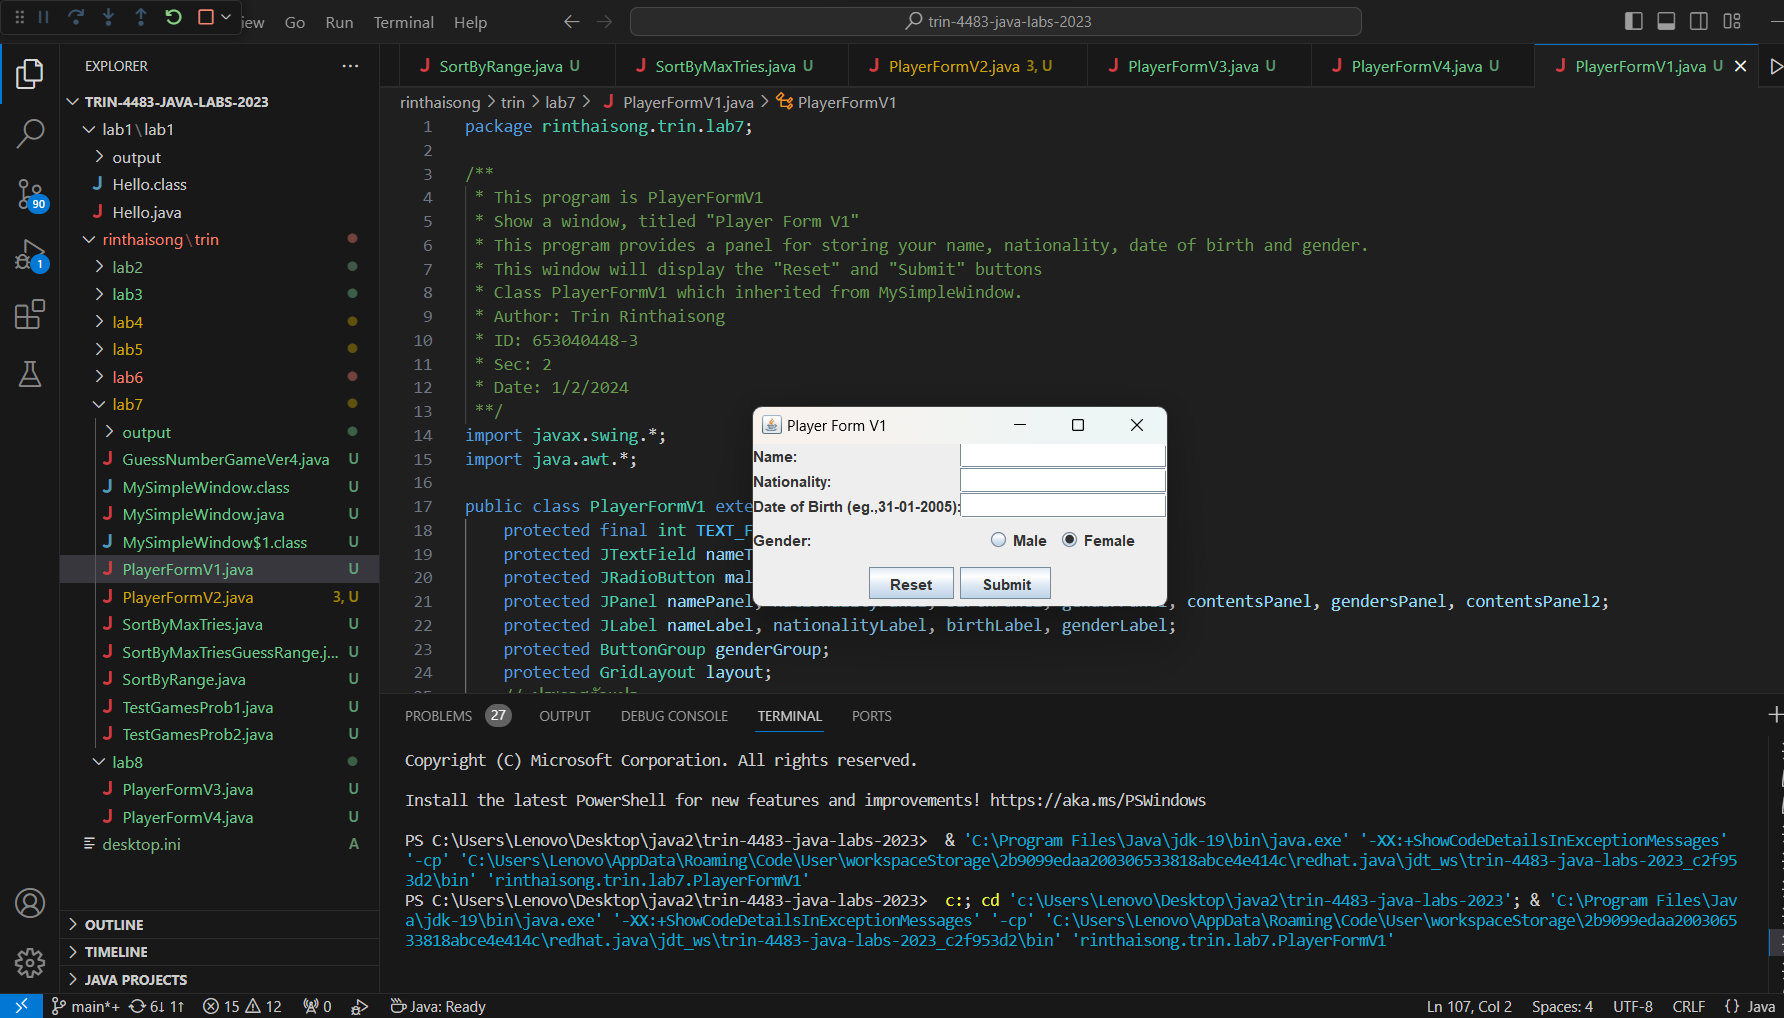 iew Go Run Terminal Help
trin-4483-java-labs-2023
EXPLORER
TRIN-4483-JAVA-LABS-2023
lab1\lab1
output
Hello.class
Hello.java
rinthaisong\trin
lab2
lab3
lab4
lab5
lab6
lab7
output
GuessNumberGameVer4.java U
MySimpleWindow.class U
MySimpleWindow.java U
MySimpleWindow$1.class U
PlayerFormV1.java U
PlayerFormV2.java 3, U
SortByMaxTries.java U
SortByMaxTriesGuessRange.j... U
SortByRange.java U
TestGamesProb1.java U
TestGamesProb2.java U
lab8
PlayerFormV3.java U
PlayerFormV4.java U
desktop.ini A
OUTLINE
TIMELINE
JAVA PROJECTS
90
1
SortByRange.java U
SortByMaxTries.java U
PlayerFormV2.java 3, U
PlayerFormV3.java U
PlayerFormV4.java U
PlayerFormV1.java U
rinthaisong > trin > lab7 > PlayerFormV1.java > PlayerFormV1
1 package rinthaisong.trin.lab7;
2
3 /**
4 * This program is PlayerFormV1
5 * Show a window, titled "Player Form V1"
6 * This program provides a panel for storing your name, nationality, date of birth and gender.
7 * This window will display the "Reset" and "Submit" buttons
8 * Class PlayerFormV1 which inherited from MySimpleWindow.
9 * Author: Trin Rinthaisong
10 * ID: 653040448-3
11 * Sec: 2
12 * Date: 1/2/2024
13 **/
14 import javax.swing.*;
15 import java.awt.*;
16
17 public class PlayerFormV1 exte
18 protected final int TEXT_F
19 protected JTextField nameT
20 protected JRadioButton mal
21 protected JPanel namePanel, contentsPanel, gendersPanel, contentsPanel2;
22 protected JLabel nameLabel, nationalityLabel, birthLabel, genderLabel;
23 protected ButtonGroup genderGroup;
24 protected GridLayout layout;
Player Form V1
Name:
Nationality:
Date of Birth (eg.,31-01-2005):
Gender: Male Female
Reset Submit
PROBLEMS 27 OUTPUT DEBUG CONSOLE TERMINAL PORTS
Copyright (C) Microsoft Corporation. All rights reserved.
Install the latest PowerShell for new features and improvements! https://aka.ms/PSWindows
PS C:\Users\Lenovo\Desktop\java2\trin-4483-java-labs-2023> & 'C:\Program Files\Java\jdk-19\bin\java.exe' '-XX:+ShowCodeDetailsInExceptionMessages'
'-cp' 'C:\Users\Lenovo\AppData\Roaming\Code\User\workspaceStorage\2b9099edaa200306533818abce4e414c\redhat.java\jdt_ws\trin-4483-java-labs-2023_c2f95
3d2\bin' 'rinthaisong.trin.lab7.PlayerFormV1'
PS C:\Users\Lenovo\Desktop\java2\trin-4483-java-labs-2023> c:; cd 'c:\Users\Lenovo\Desktop\java2\trin-4483-java-labs-2023'; & 'C:\Program Files\Jav
a\jdk-19\bin\java.exe' '-XX:+ShowCodeDetailsInExceptionMessages' '-cp' 'C:\Users\Lenovo\AppData\Roaming\Code\User\workspaceStorage\2b9099edaa2003065
33818abce4e414c\redhat.java\jdt_ws\trin-4483-java-labs-2023_c2f953d2\bin' 'rinthaisong.trin.lab7.PlayerFormV1'
main*+ 6↓ 1↑ 15 12 0 Java: Ready Ln 107, Col 2 Spaces: 4 UTF-8 CRLF {} Java